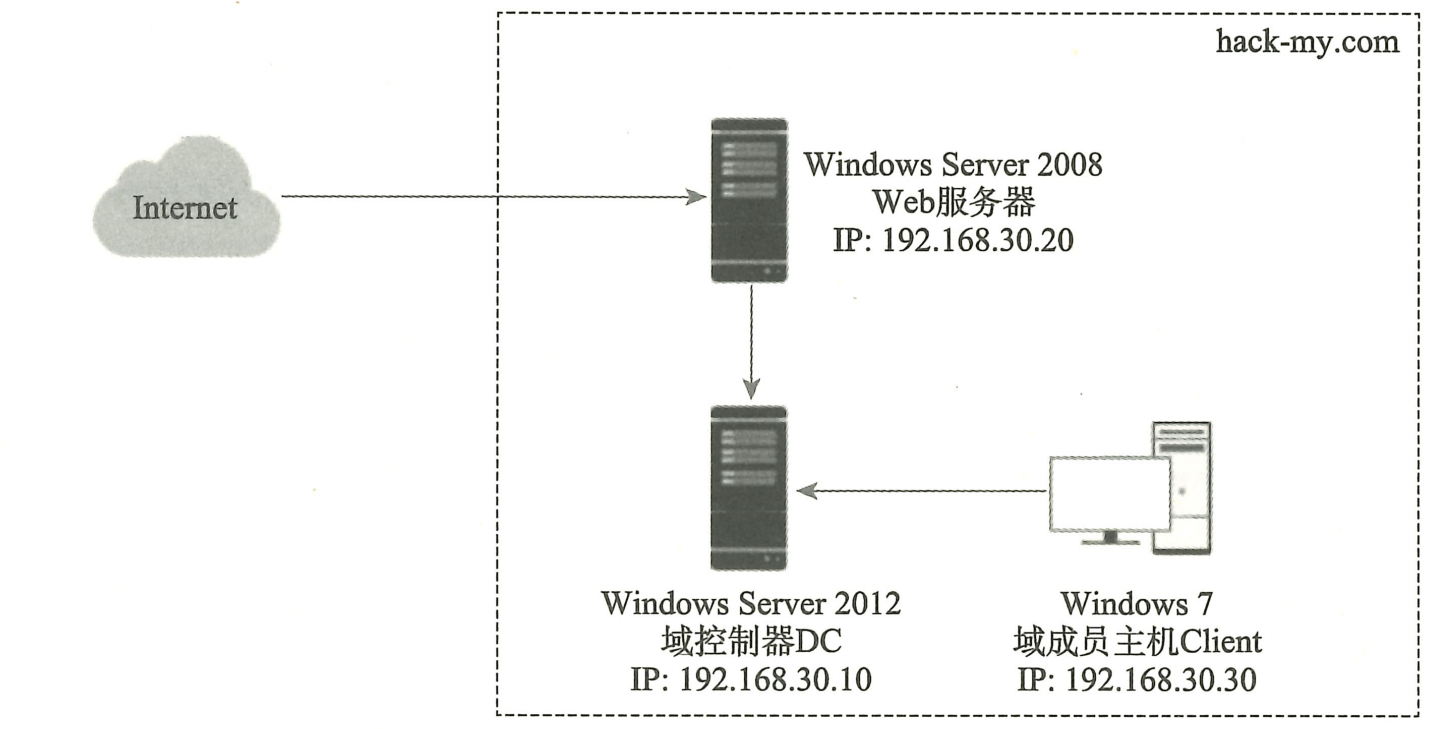 hack-my.com
Internet
Windows Server 2008
Web服务器
IP: 192.168.30.20
Windows Server 2012
域控制器DC
IP: 192.168.30.10
Windows 7
域成员主机Client
IP: 192.168.30.30